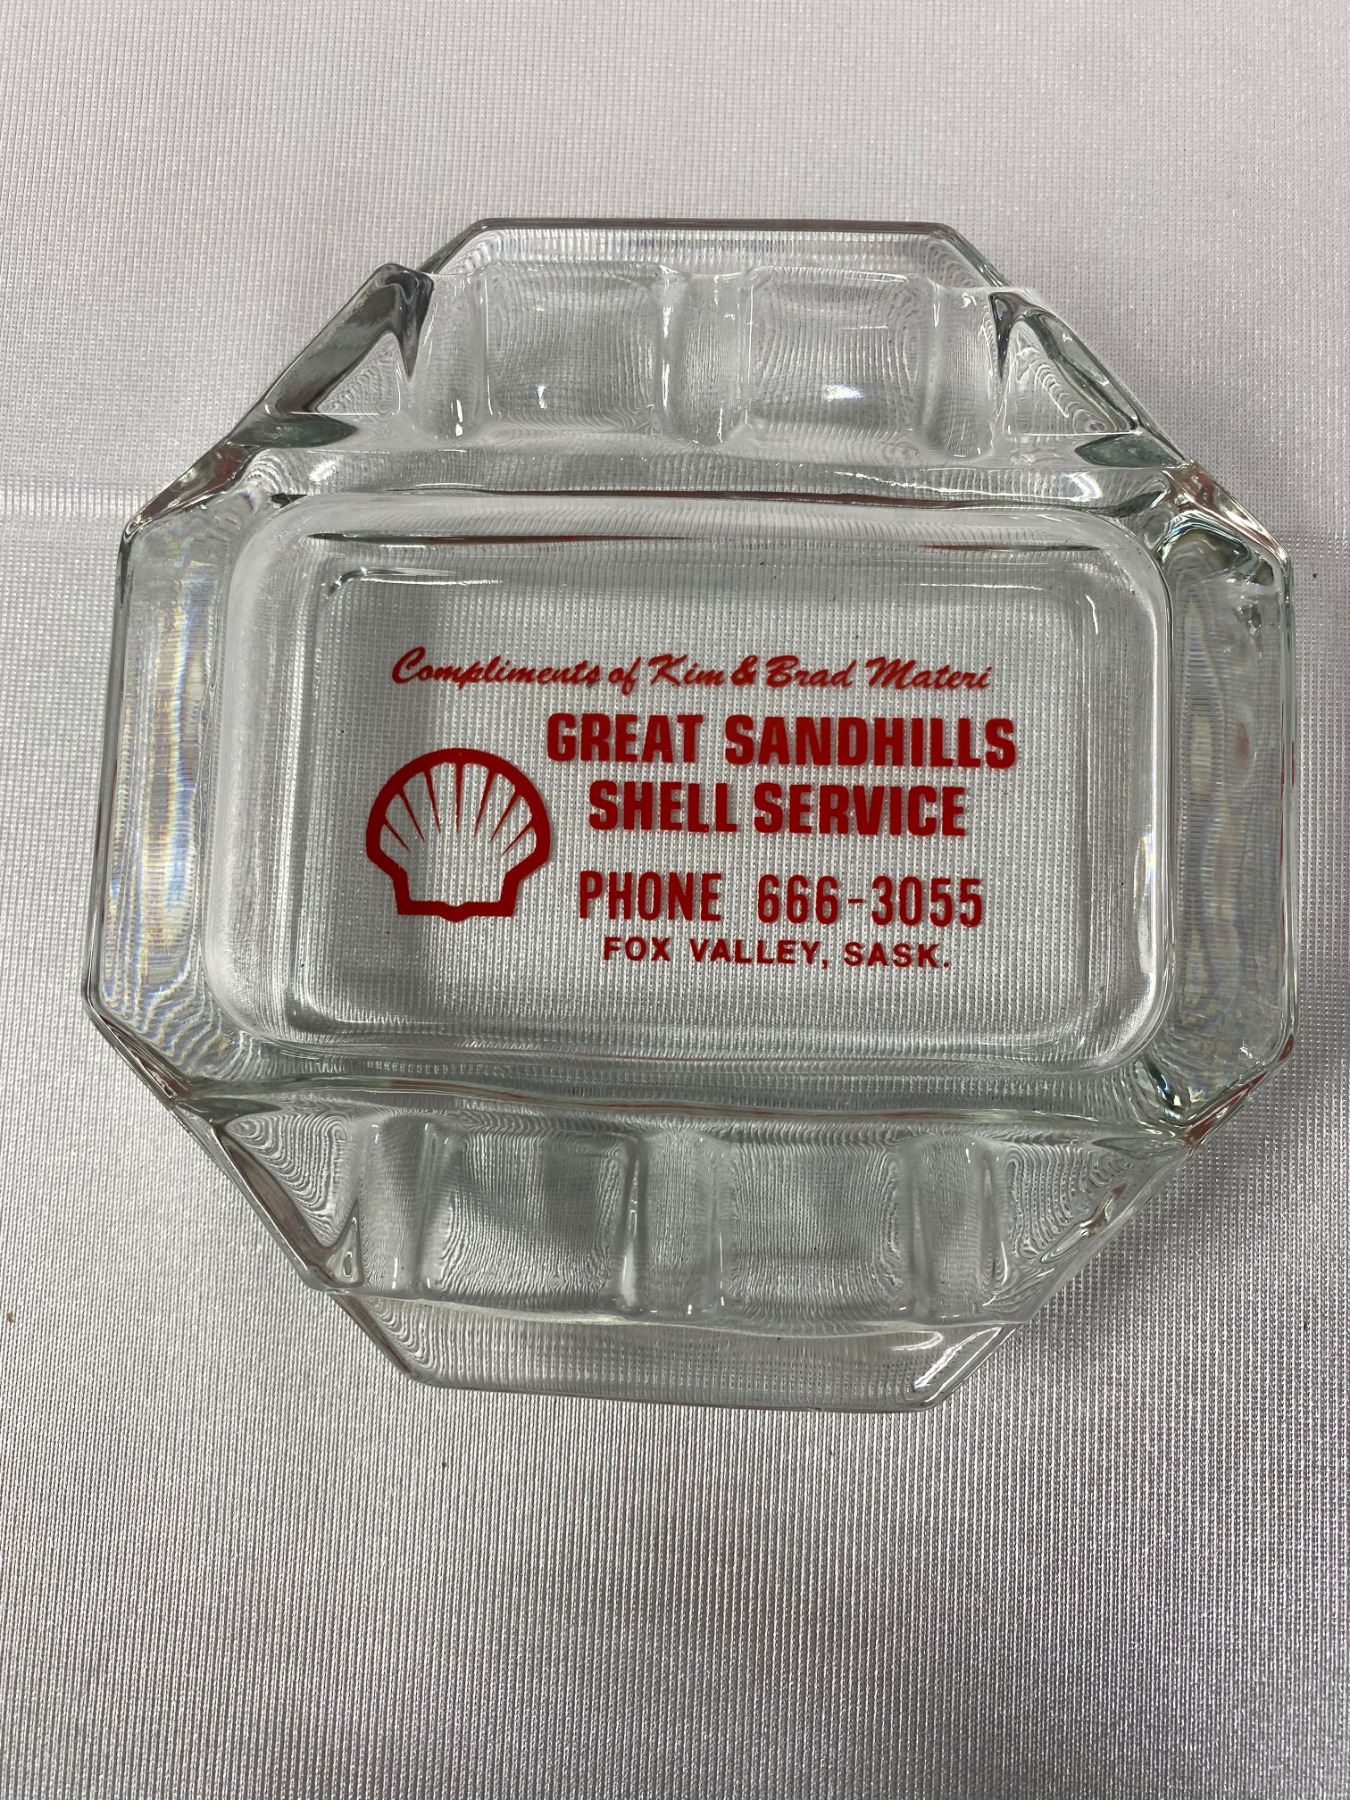 Compliments of Kim & Brad Materi
GREAT SANDHILLS
SHELL SERVICE
PHONE 666-3055
FOX VALLEY, SASK.